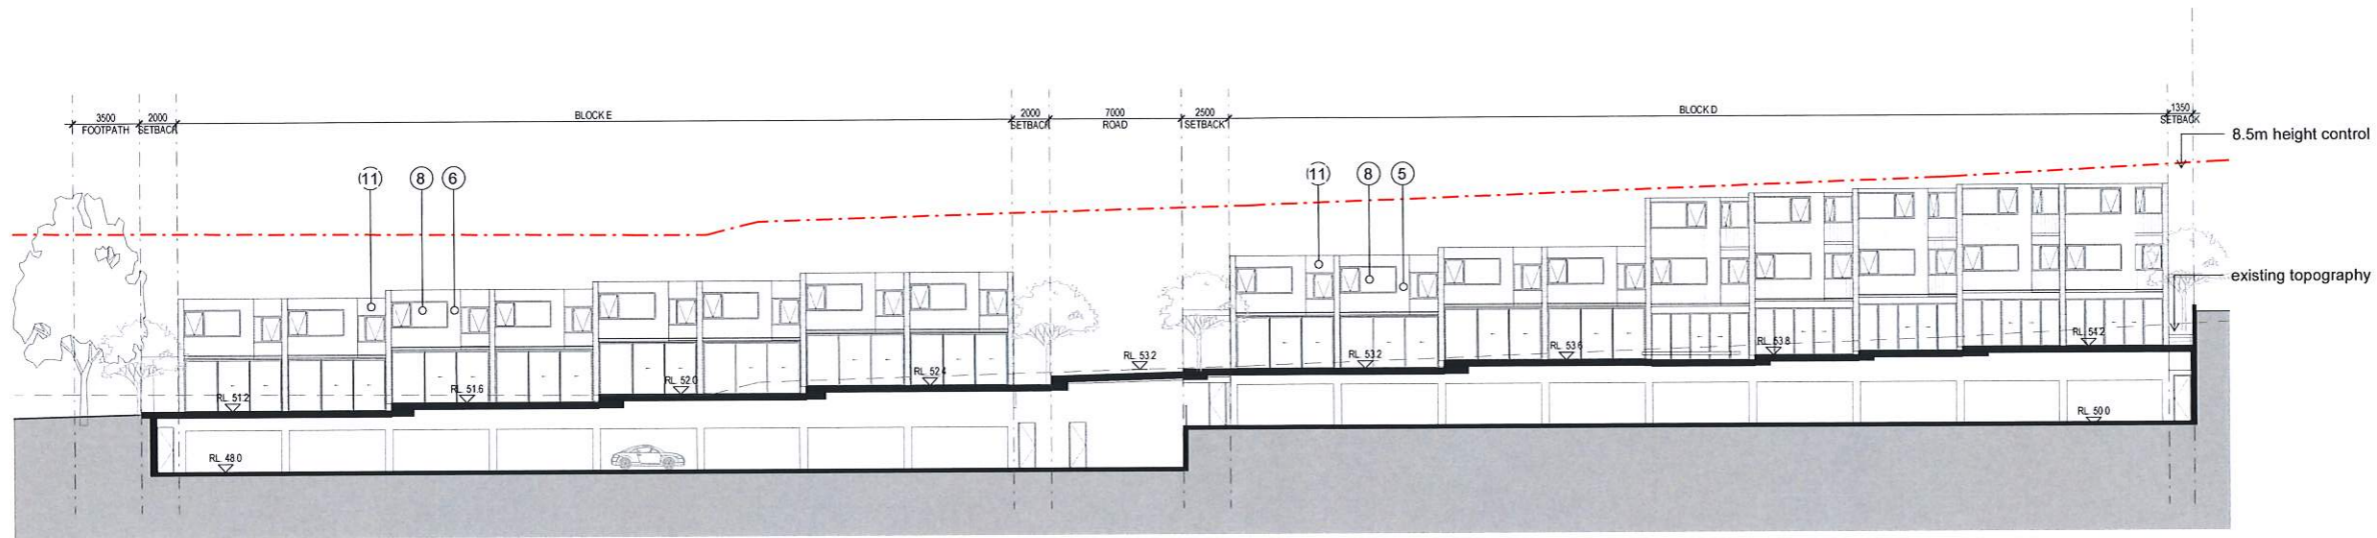 3500
FOOTPATH
2000
SETBACK
BLOCK E
2000
SETBACK
7000
ROAD
2500
SETBACK
BLOCK D
1350
SETBACK
8.5m height control
(11)
8
6
(11)
8
5
existing topography
RL 51.2
RL 51.6
RL 52.0
RL 52.4
RL 53.2
RL 53.2
RL 53.6
RL 53.8
RL 54.2
RL 48.0
RL 50.0